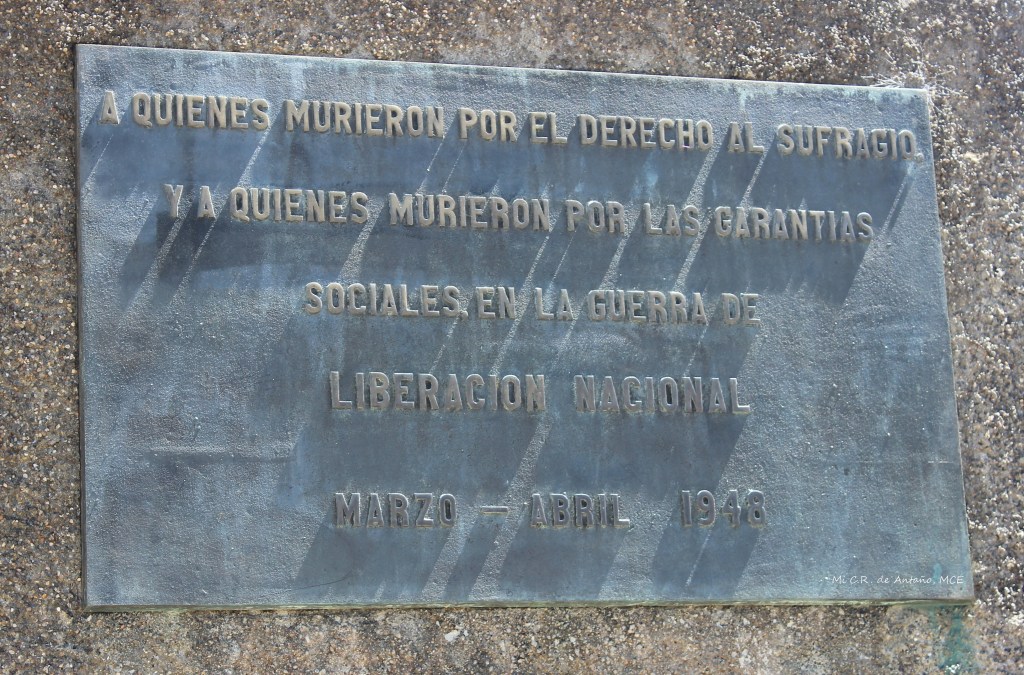 A QUIENES MURIERON POR EL DERECHO AL SUFRAGIO
Y A QUIENES MURIERON POR LAS GARANTIAS
SOCIALES, EN LA GUERRA DE
LIBERACION NACIONAL
MARZO - ABRIL 1948
Mi C.R. de Antaño, MCE